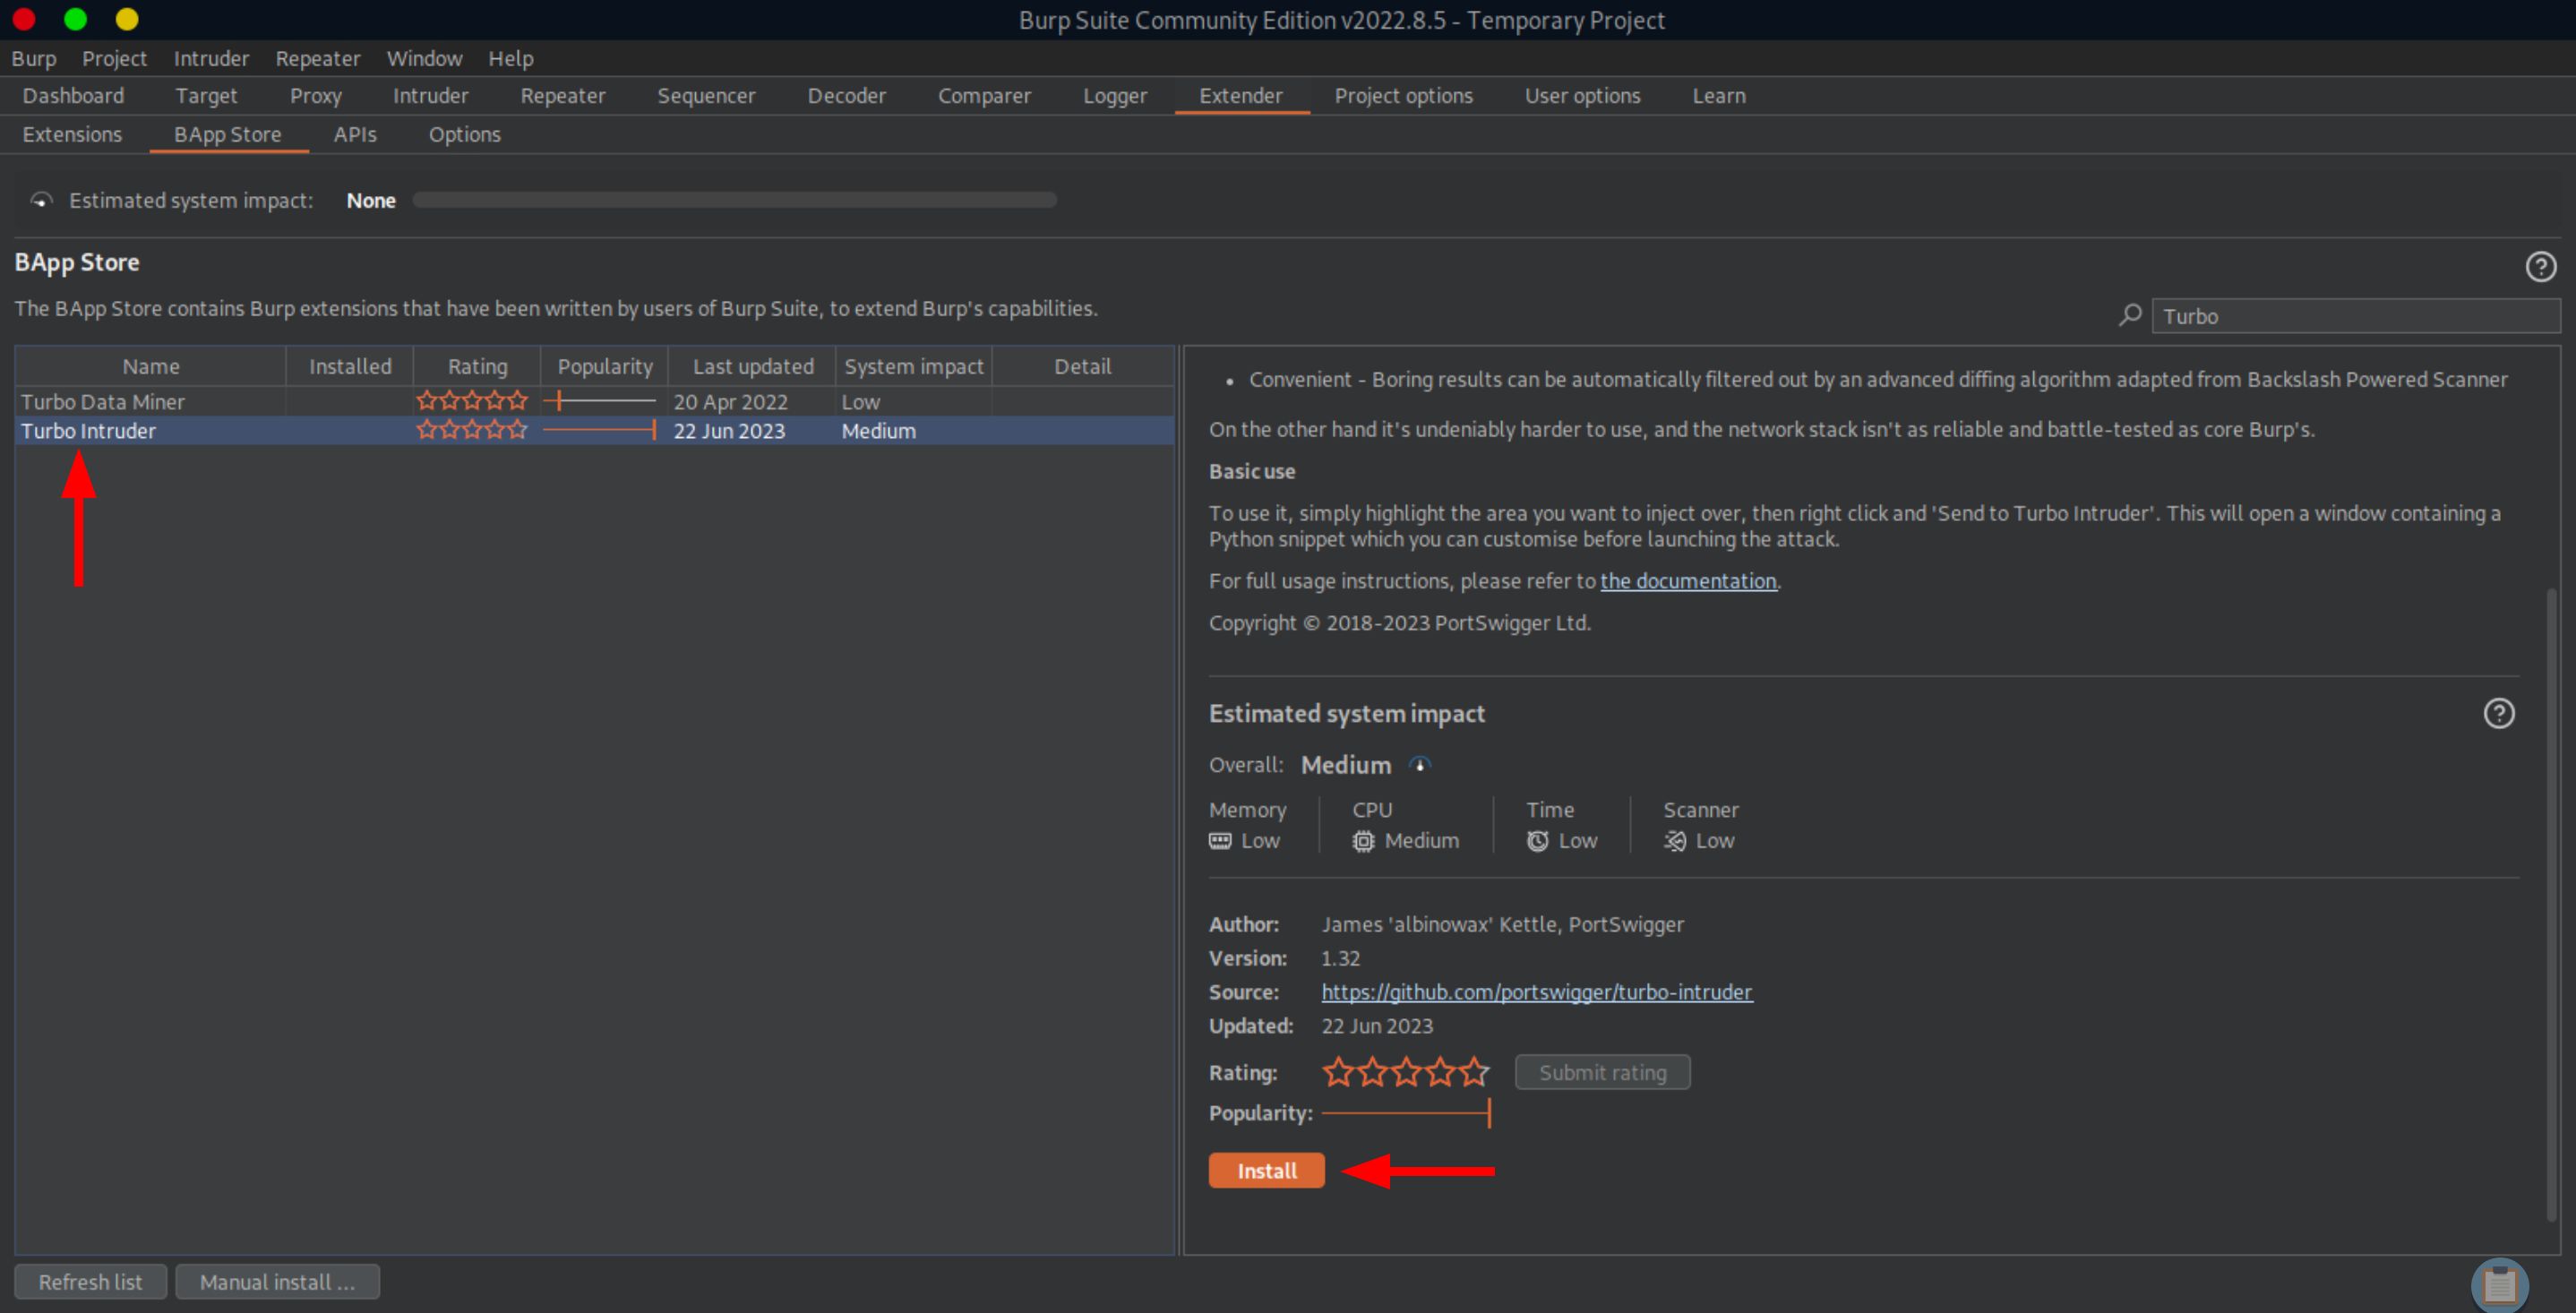 Burp Suite Community Edition v2022.8.5 - Temporary Project
Burp Project Intruder Repeater Window Help
Dashboard Target Proxy Intruder Repeater Sequencer Decoder Comparer Logger Extender Project options User options Learn
Extensions BApp Store APIs Options
Estimated system impact: None
BApp Store
The BApp Store contains Burp extensions that have been written by users of Burp Suite, to extend Burp's capabilities.
Turbo
Name Installed Rating Popularity Last updated System impact Detail
Turbo Data Miner 20 Apr 2022 Low
Turbo Intruder 22 Jun 2023 Medium
• Convenient - Boring results can be automatically filtered out by an advanced diffing algorithm adapted from Backslash Powered Scanner
On the other hand it's undeniably harder to use, and the network stack isn't as reliable and battle-tested as core Burp's.
Basic use
To use it, simply highlight the area you want to inject over, then right click and 'Send to Turbo Intruder'. This will open a window containing a
Python snippet which you can customise before launching the attack.
For full usage instructions, please refer to the documentation.
Copyright © 2018-2023 PortSwigger Ltd.
Estimated system impact
Overall: Medium
Memory CPU Time Scanner
Low Medium Low Low
Author: James 'albinowax' Kettle, PortSwigger
Version: 1.32
Source: https://github.com/portswigger/turbo-intruder
Updated: 22 Jun 2023
Rating: Submit rating
Popularity:
Install
Refresh list Manual install ...